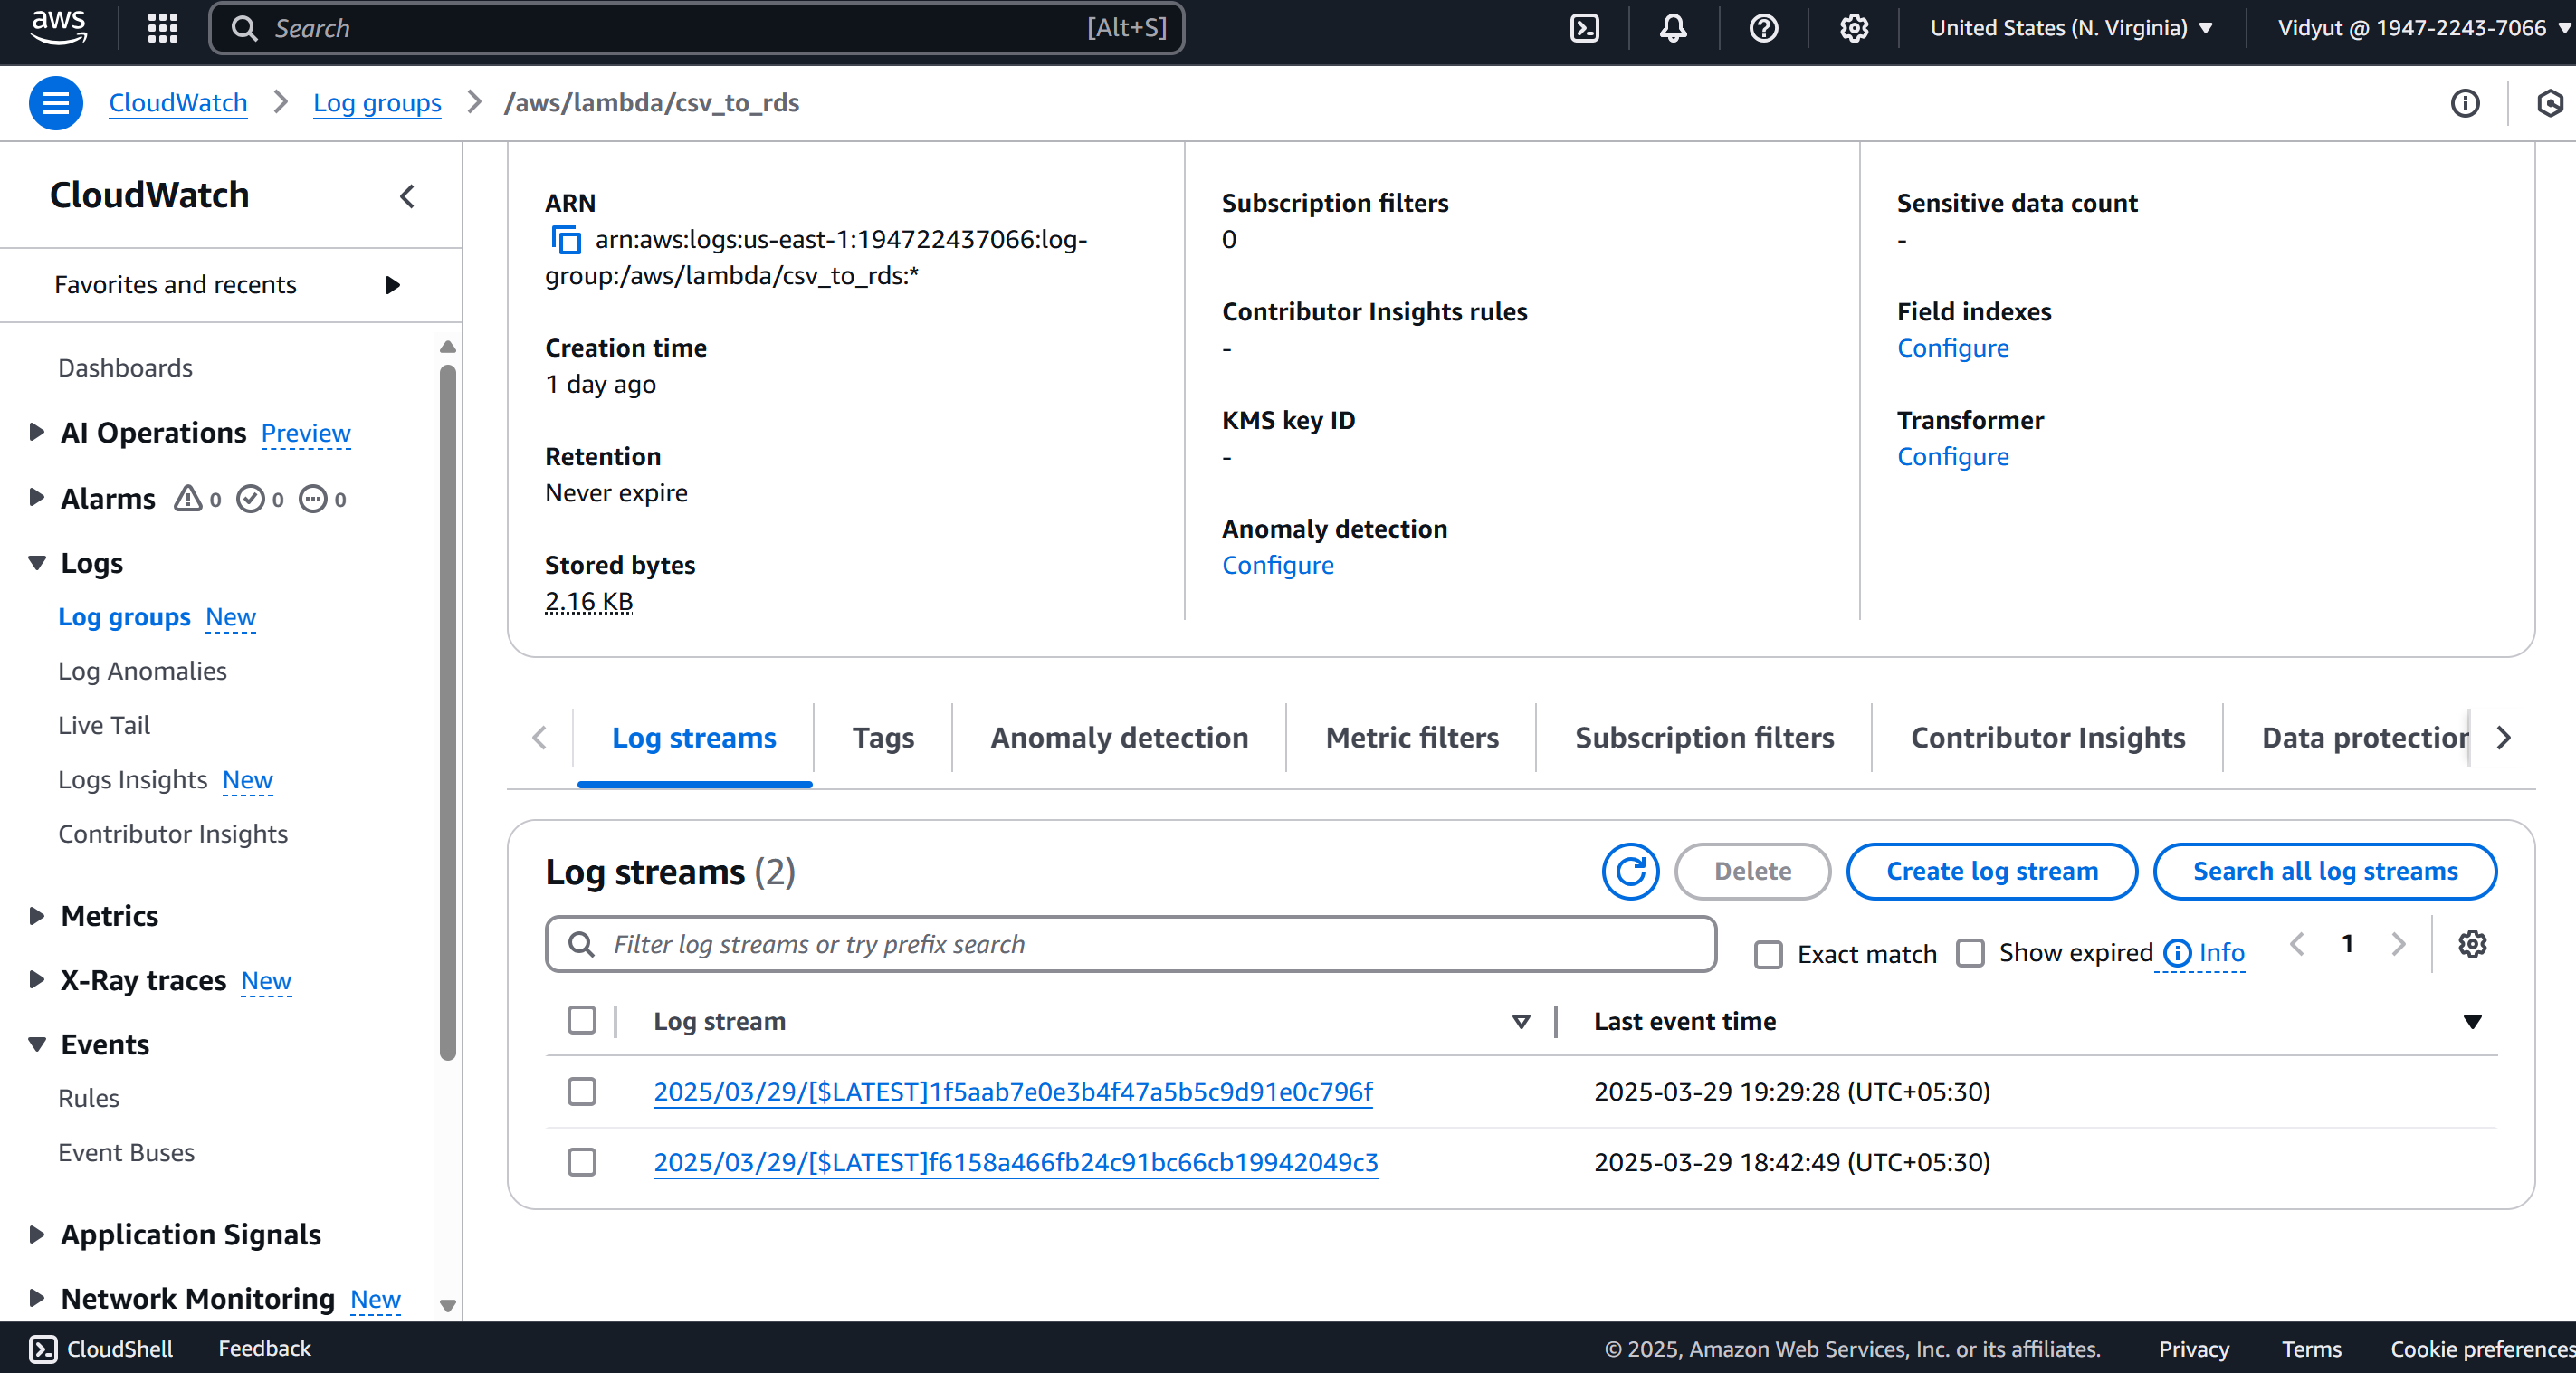 aws
Search [Alt+S]
United States (N. Virginia)
Vidyut @ 1947-2243-7066
CloudWatch
Log groups
/aws/lambda/csv_to_rds
CloudWatch
Favorites and recents
Dashboards
AI Operations Preview
Alarms 0 0 0
Logs
Log groups New
Log Anomalies
Live Tail
Logs Insights New
Contributor Insights
Metrics
X-Ray traces New
Events
Rules
Event Buses
Application Signals
Network Monitoring New
ARN
arn:aws:logs:us-east-1:194722437066:log-
group:/aws/lambda/csv_to_rds:*
Creation time
1 day ago
Retention
Never expire
Stored bytes
2.16 KB
Subscription filters
0
Contributor Insights rules
-
KMS key ID
-
Anomaly detection
Configure
Sensitive data count
-
Field indexes
Configure
Transformer
Configure
Log streams
Tags
Anomaly detection
Metric filters
Subscription filters
Contributor Insights
Data protection
Log streams (2)
Delete
Create log stream
Search all log streams
Filter log streams or try prefix search
Exact match
Show expired
Info
1
Log stream
Last event time
2025/03/29/[$LATEST]1f5aab7e0e3b4f47a5b5c9d91e0c796f
2025-03-29 19:29:28 (UTC+05:30)
2025/03/29/[$LATEST]f6158a466fb24c91bc66cb19942049c3
2025-03-29 18:42:49 (UTC+05:30)
CloudShell
Feedback
© 2025, Amazon Web Services, Inc. or its affiliates.
Privacy
Terms
Cookie preferences